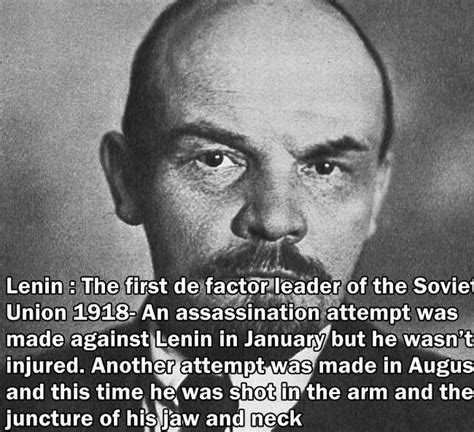 Lenin : The first de factor leader of the Soviet
Union 1918- An assassination attempt was
made against Lenin in January but he wasn't
injured. Another attempt was made in Augus
and this time he was shot in the arm and the
juncture of his jaw and neck